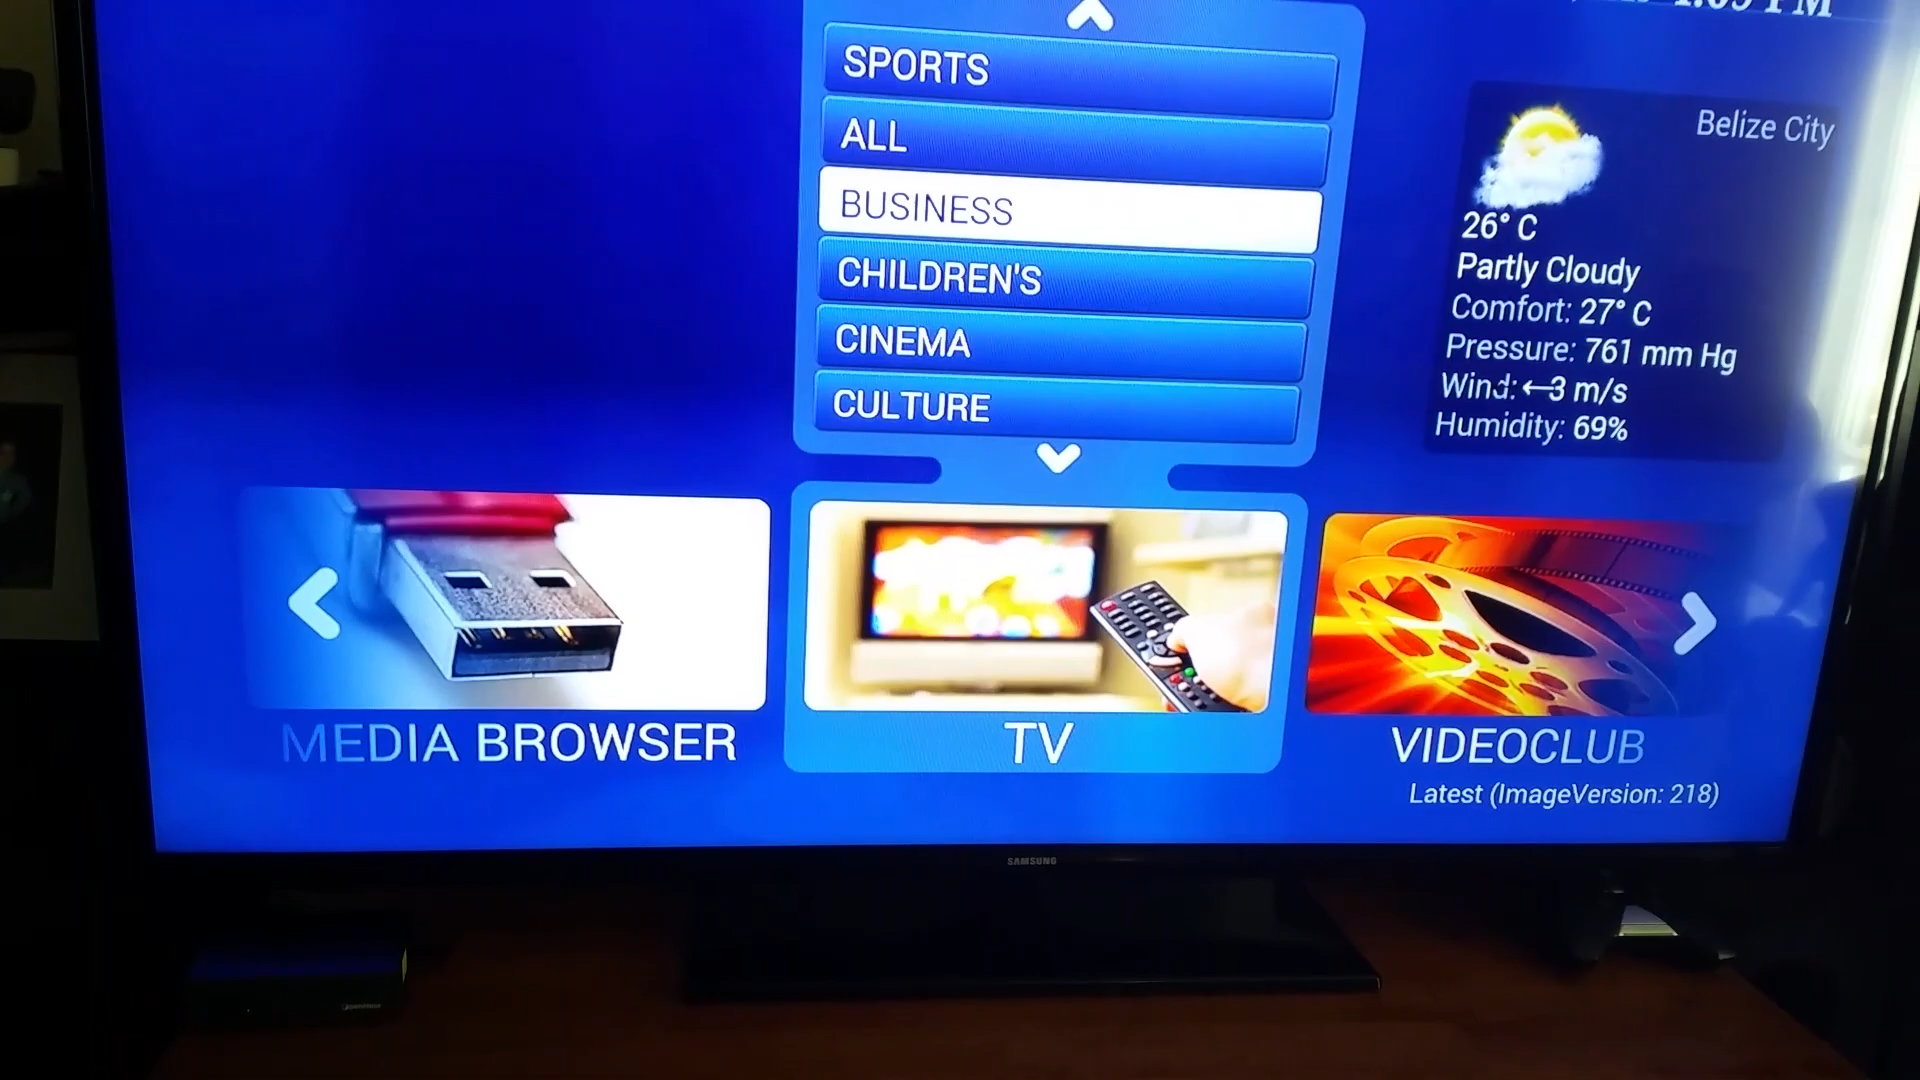 SPORTS
ALL
BUSINESS
CHILDREN'S
CINEMA
CULTURE
Belize City
26° C
Partly Cloudy
Comfort: 27° C
Pressure: 761 mm Hg
Wind: ←3 m/s
Humidity: 69%
MEDIA BROWSER
TV
VIDEOCLUB
Latest (ImageVersion: 218)
SAMSUNG